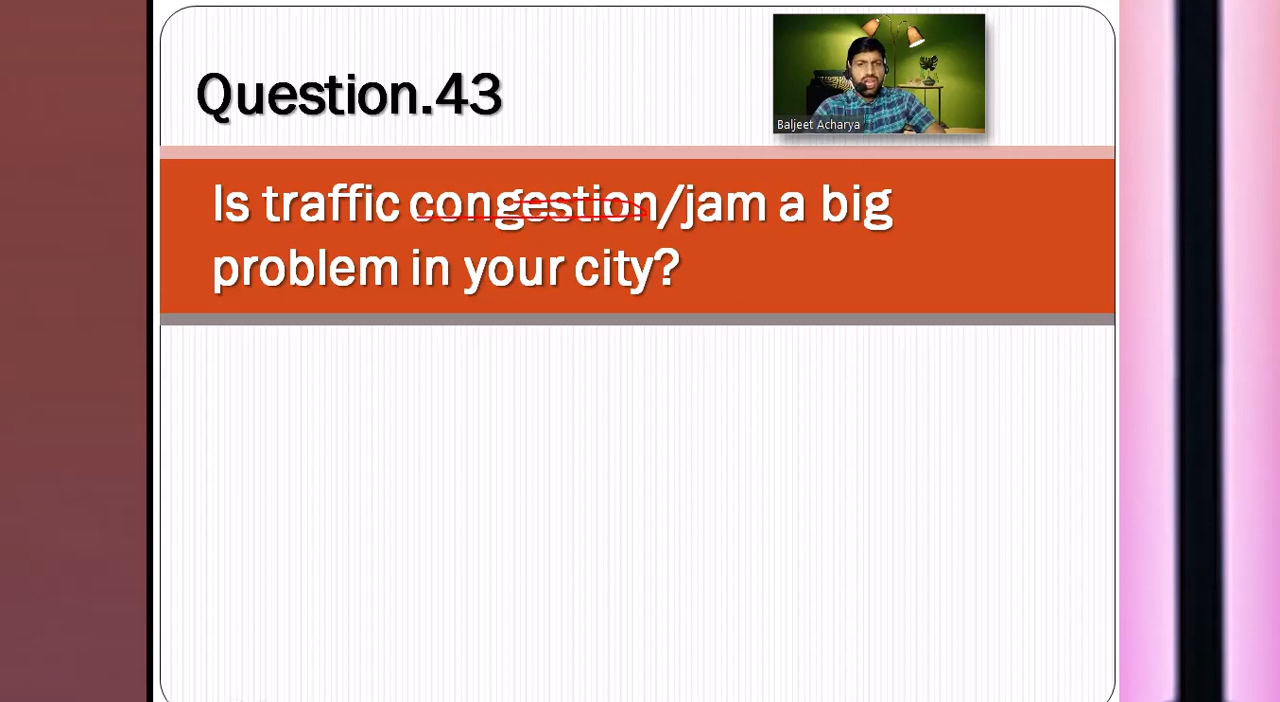 Question.43
Baljeet Acharya
Is traffic congestion/jam a big
problem in your city?